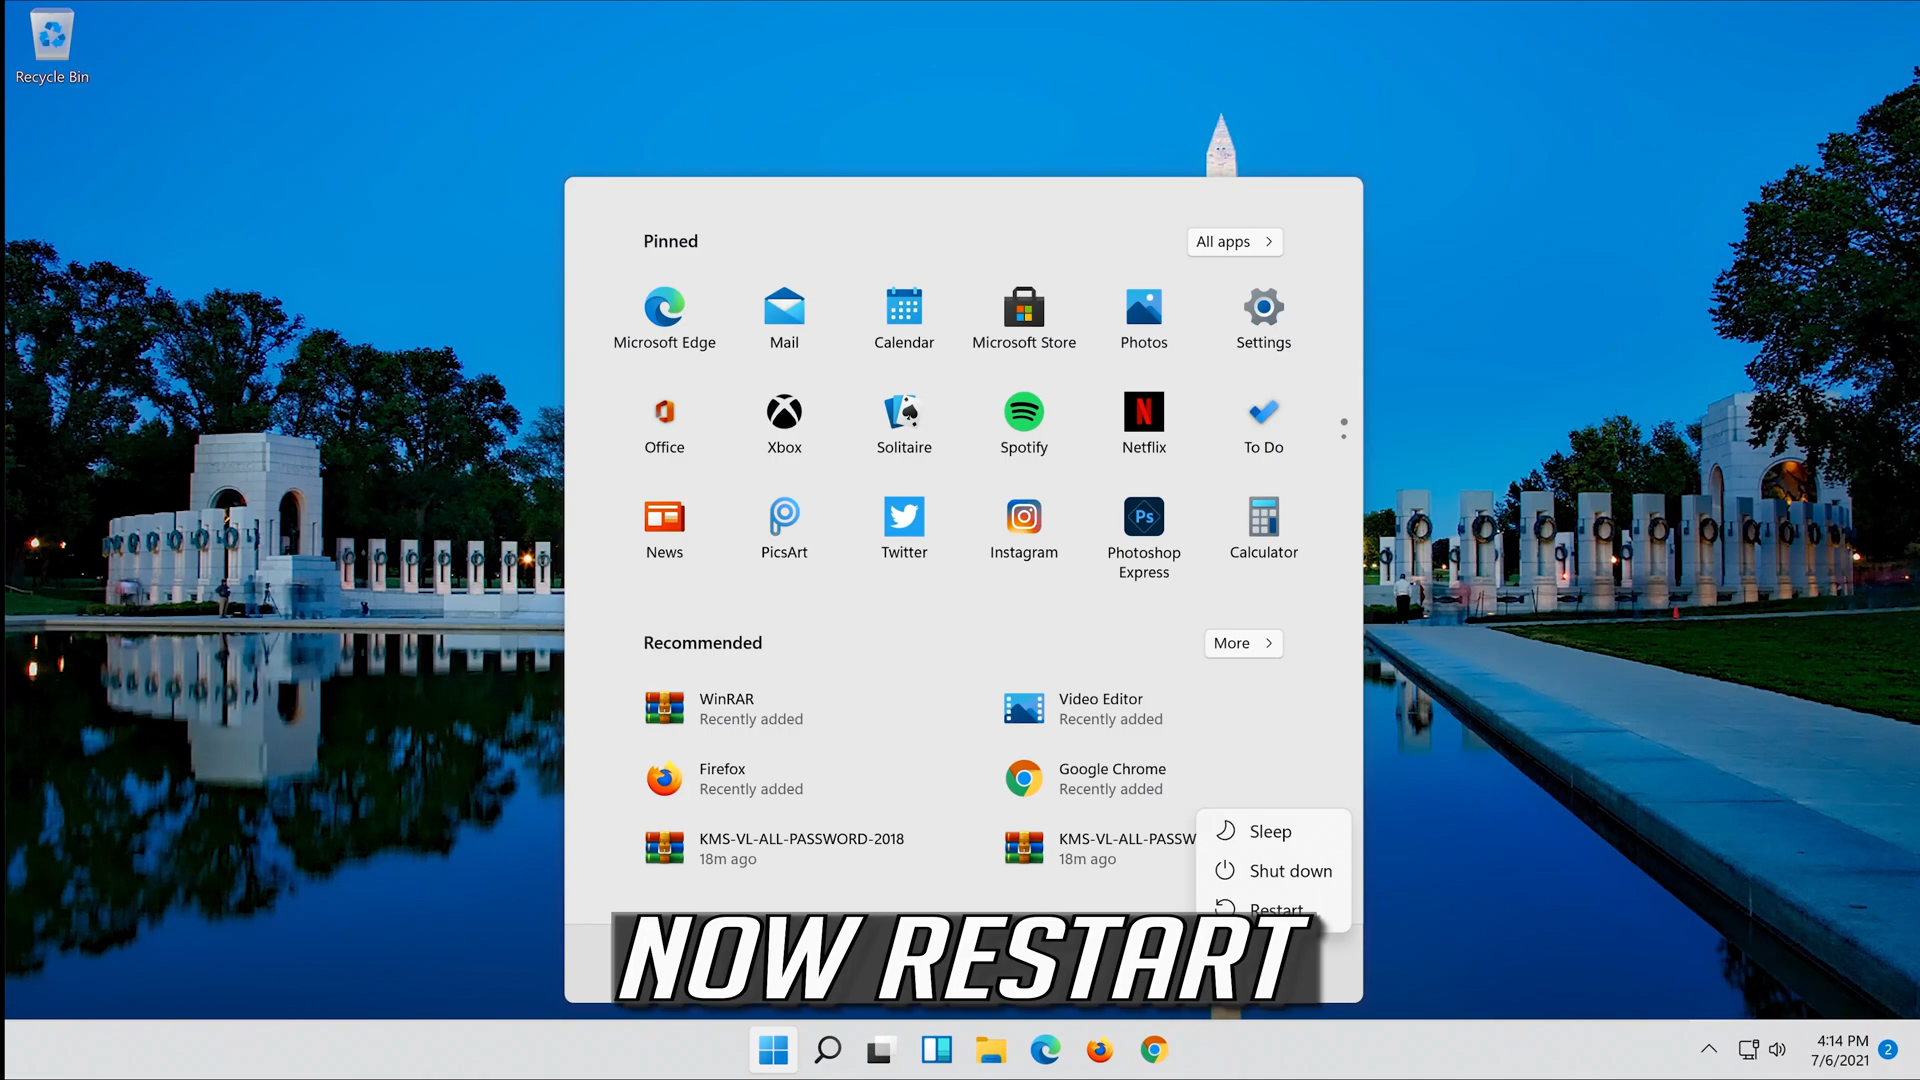 Recycle Bin
Pinned
All apps
Microsoft Edge
Mail
Calendar
Microsoft Store
Photos
Settings
Office
Xbox
Solitaire
Spotify
Netflix
To Do
News
PicsArt
Twitter
Instagram
Photoshop
Express
Calculator
Recommended
More
WinRAR
Recently added
Video Editor
Recently added
Firefox
Recently added
Google Chrome
Recently added
KMS-VL-ALL-PASSWORD-2018
18m ago
KMS-VL-ALL-PASSW
18m ago
Sleep
Shut down
Restart
NOW RESTART
4:14 PM
7/6/2021
2